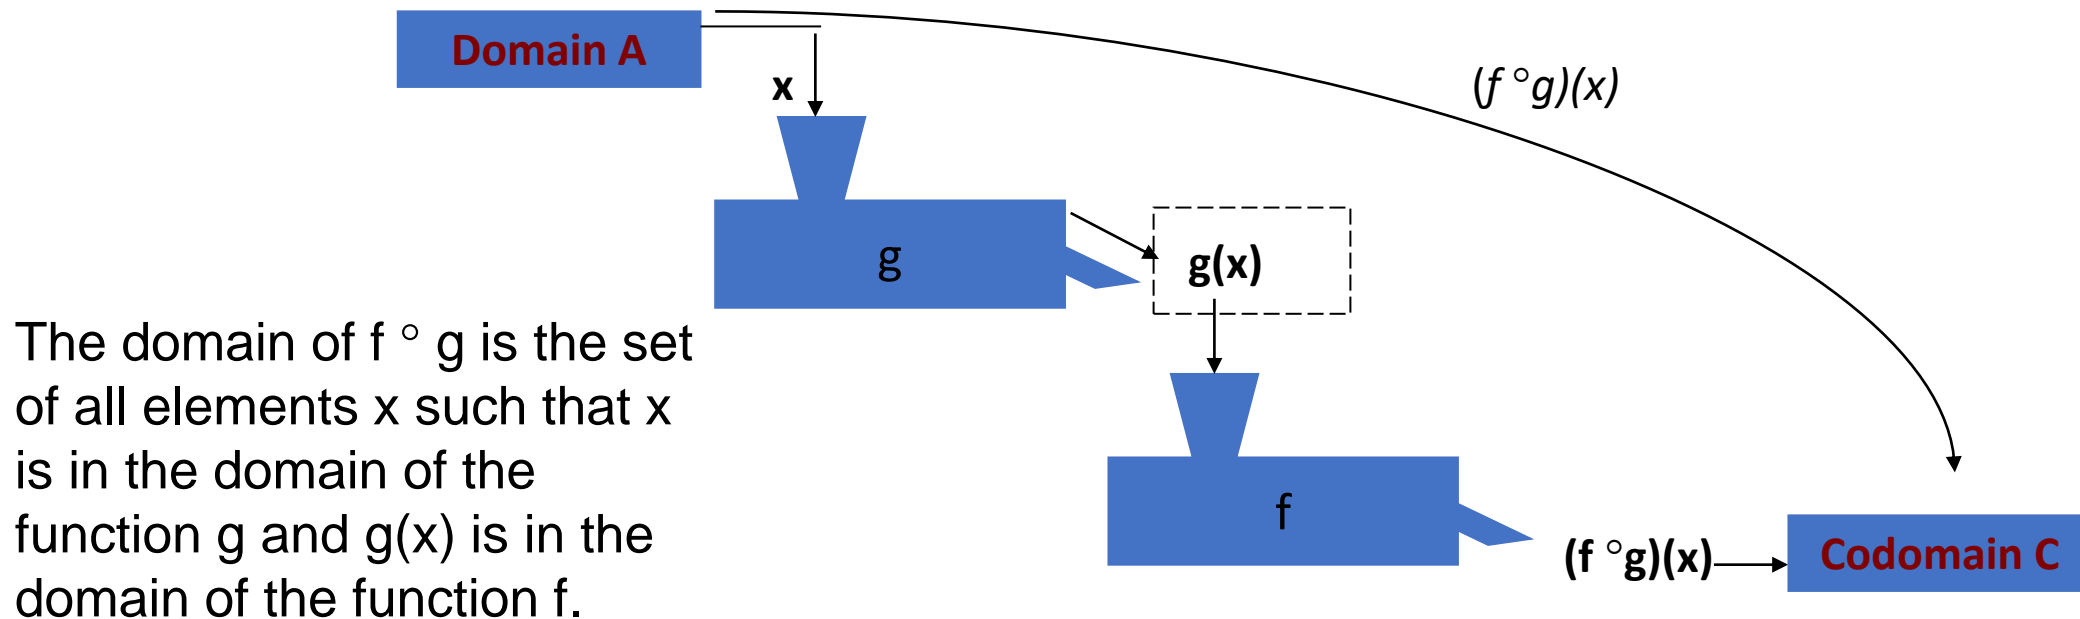 Domain A
x
(f °g)(x)
g
g(x)
The domain of f ° g is the set
of all elements x such that x
is in the domain of the
function g and g(x) is in the
domain of the function f.
f
(f °g)(x)
Codomain C